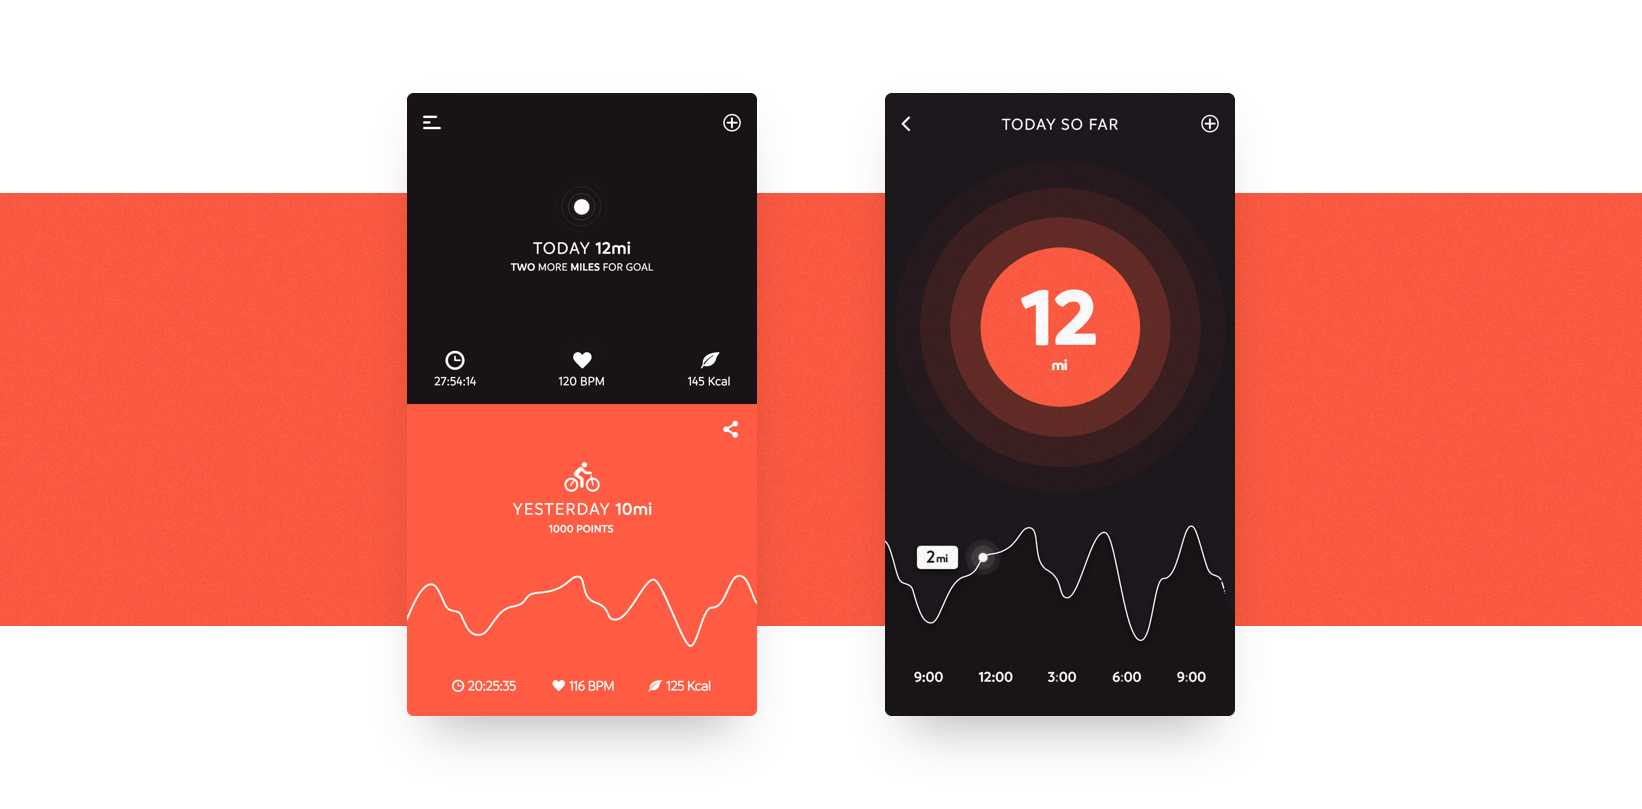 TODAY 12mi
TWO MORE MILES FOR GOAL
27:54:14
120 BPM
145 Kcal
YESTERDAY 10mi
1000 POINTS
20:25:35
116 BPM
125 Kcal
TODAY SO FAR
12
mi
2mi
9:00
12:00
3:00
6:00
9:00